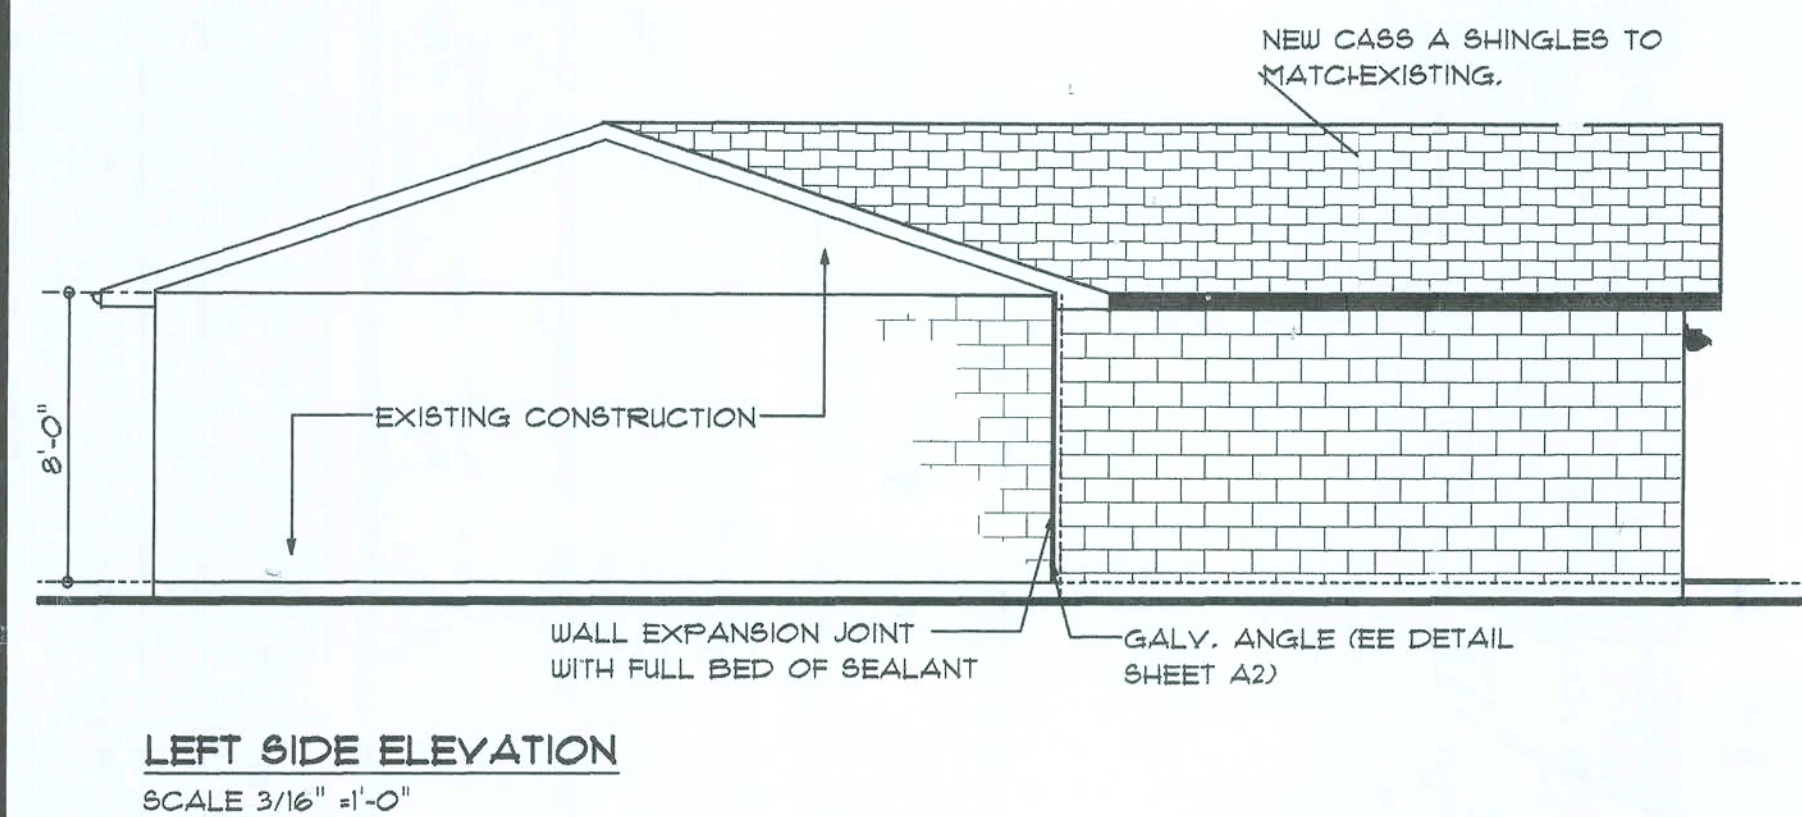 NEW CASS A SHINGLES TO
MATCHEXISTING.
8'-0"
EXISTING CONSTRUCTION
WALL EXPANSION JOINT
WITH FULL BED OF SEALANT
GALV. ANGLE (EE DETAIL
SHEET A2)
LEFT SIDE ELEVATION
SCALE 3/16" =1'-0"